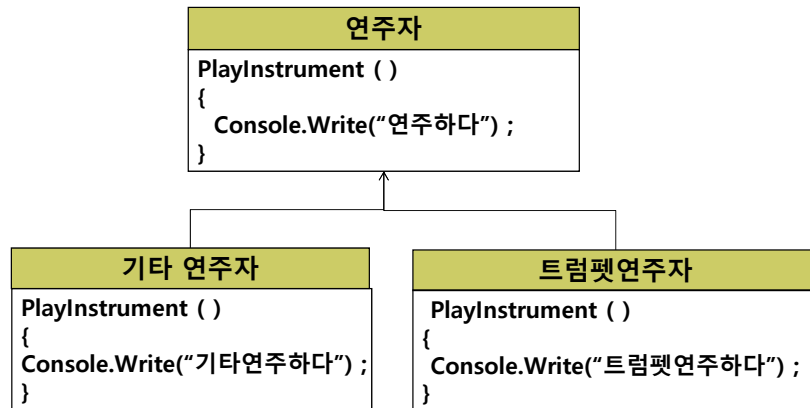 연주자
PlayInstrument ( )
{
Console.Write(“연주하다”) ;
}
기타 연주자
PlayInstrument ( )
{
Console.Write(“기타연주하다”) ;
}
트럼펫연주자
PlayInstrument ( )
{
Console.Write(“트럼펫연주하다”) ;
}